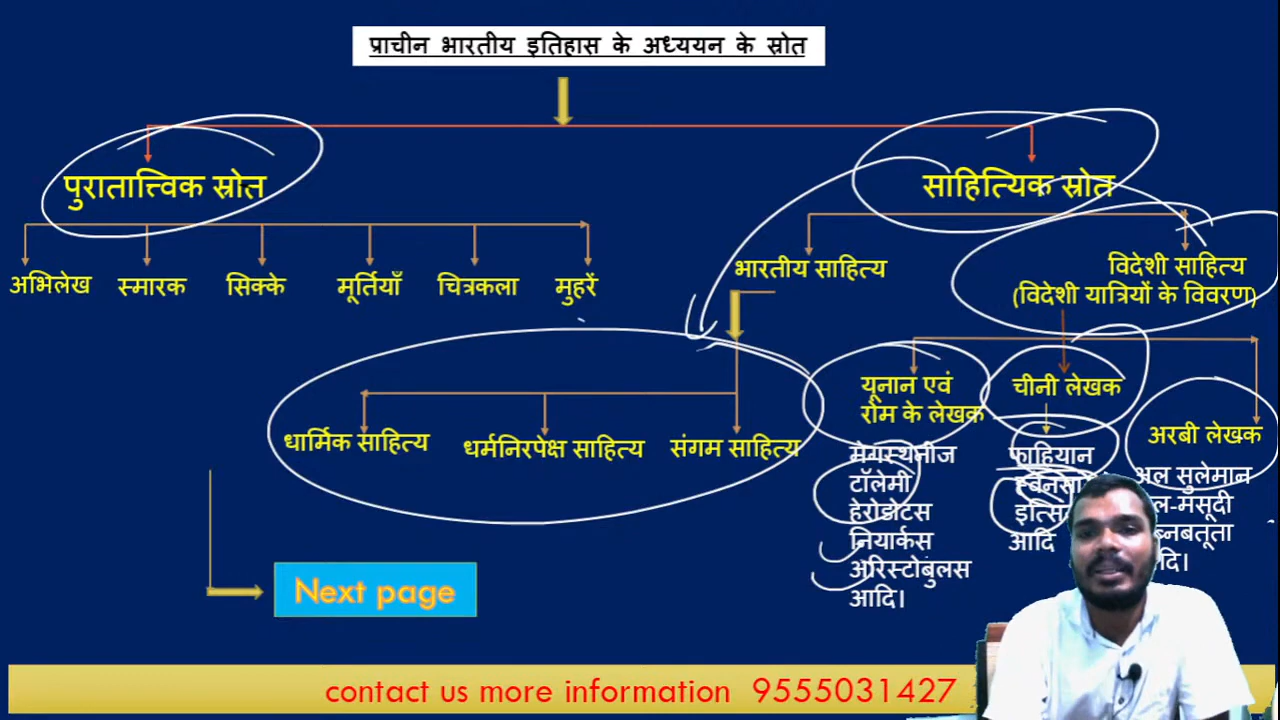 प्राचीन भारतीय इतिहास के अध्ययन के स्रोत
पुरातात्त्विक स्रोत
साहित्यिक स्रोत
अभिलेख
स्मारक
सिक्के
मूर्तियाँ
चित्रकला
मुहरें
भारतीय साहित्य
विदेशी साहित्य
(विदेशी यात्रियों के विवरण)
धार्मिक साहित्य
धर्मनिरपेक्ष साहित्य
संगम साहित्य
यूनान एवं
रोम के लेखक
मेगस्थनीज
टॉलेमी
हेरोडोटस
नियार्कस
अरिस्टोबुलस
आदि।
चीनी लेखक
फाहियान
आदि
अरबी लेखक
अल सुलेमान
Next page
contact us more information 9555031427